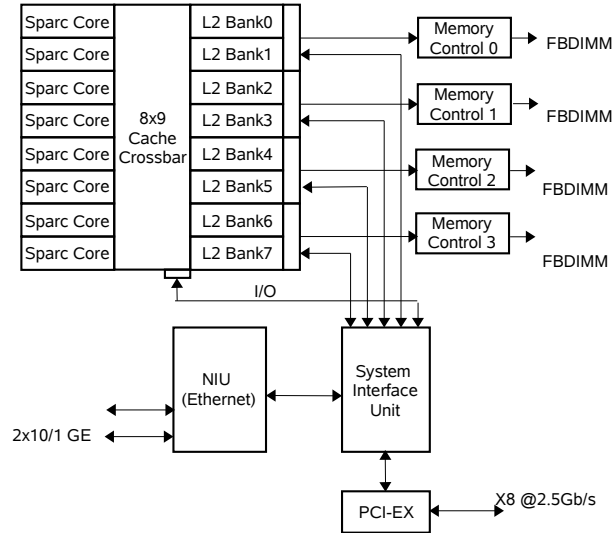 Sparc Core
L2 Bank0
Sparc Core
L2 Bank1
Sparc Core
L2 Bank2
Sparc Core
L2 Bank3
Sparc Core
L2 Bank4
Sparc Core
L2 Bank5
Sparc Core
L2 Bank6
Sparc Core
L2 Bank7
8x9
Cache
Crossbar
Memory
Control 0
FBDIMM
Memory
Control 1
FBDIMM
Memory
Control 2
FBDIMM
Memory
Control 3
FBDIMM
I/O
NIU
(Ethernet)
System
Interface
Unit
2x10/1 GE
PCI-EX
X8 @2.5Gb/s